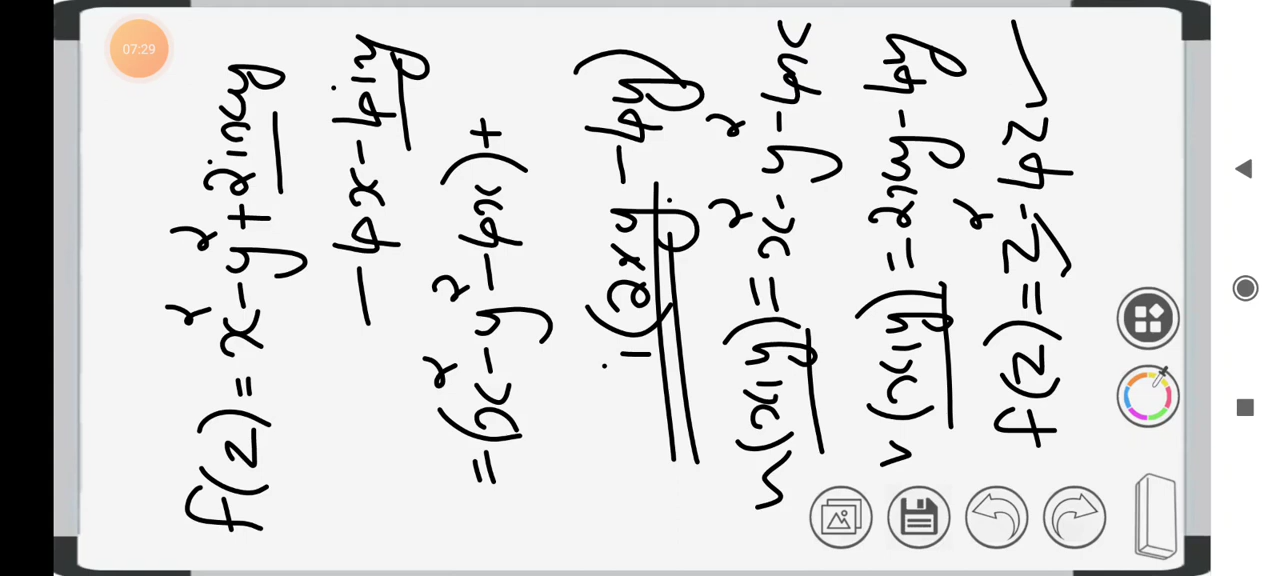 07:29
f(z) = x² - y² + 2ixy
- 4x - 4iy
= (x² - y² - 4x) +
i(2xy - 4y)
u(x,y) = x² - y² - 4x
v(x,y) = 2xy - 4y
f(z) = z² - 4z